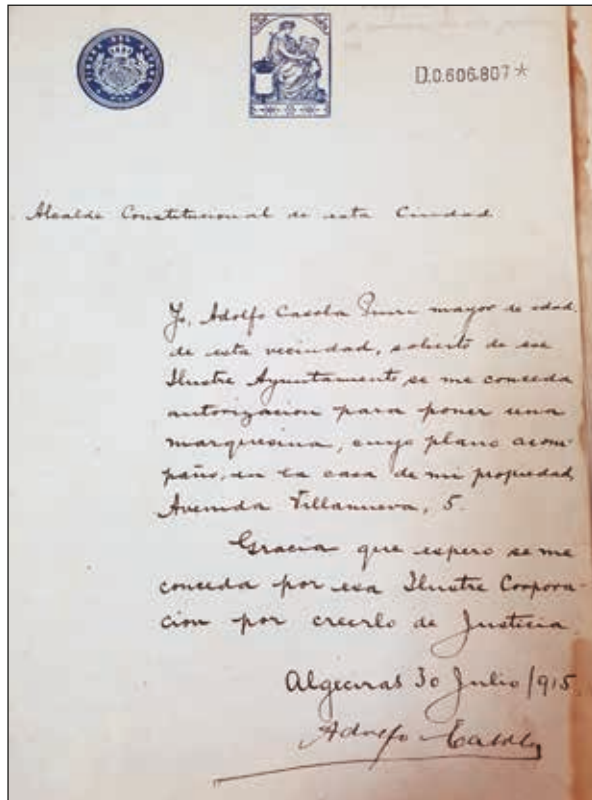 D.0.606.807*
Alcalde Constitucional de esta Ciudad
Yo, Adolfo Casola mayor de edad,
de esta vecindad, solicito de ese
Ilustre Ayuntamiento, se me conceda
autorizacion para poner una
marquesina, cuyo plano acom-
paño, en la casa de mi propiedad
Avenida Villanueva, 5.
Gracia que espero se me
conceda por esa Ilustre Corpora-
cion por creerlo de Justicia
Algeciras 30 Julio/915.
Adolfo Casola